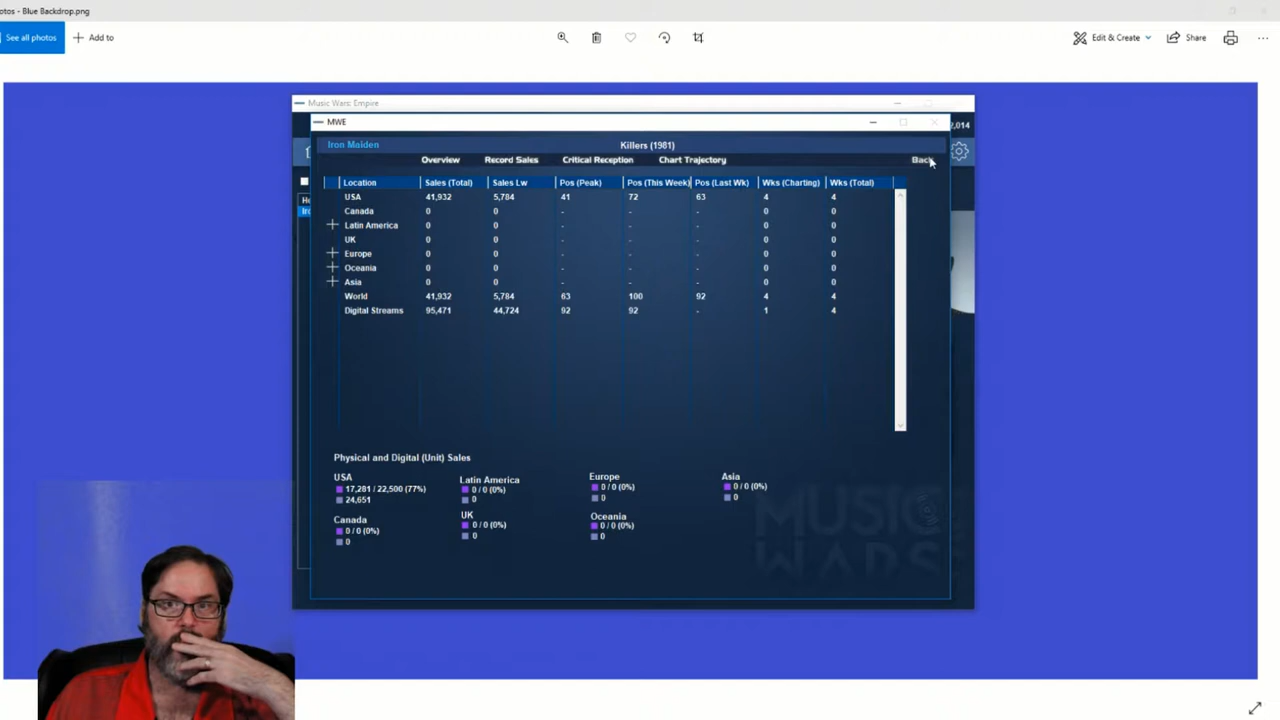 otos - Blue Backdrop.png
See all photos
Add to
Edit & Create
Share
Music Wars: Empire
2,014
MWE
Iron Maiden
Killers (1981)
Overview Record Sales Critical Reception Chart Trajectory Back
Location Sales (Total) Sales Lw Pos (Peak) Pos (This Week) Pos (Last Wk) Wks (Charting) Wks (Total)
USA 41,932 5,784 41 72 63 4 4
Canada 0 0 - - - 0 0
Latin America 0 0 - - - 0 0
UK 0 0 - - - 0 0
Europe 0 0 - - - 0 0
Oceania 0 0 - - - 0 0
Asia 0 0 - - - 0 0
World 41,932 5,784 63 100 92 4 4
Digital Streams 95,471 44,724 92 92 - 1 4
Physical and Digital (Unit) Sales
USA
17,281 / 22,500 (77%)
24,651
Canada
0 / 0 (0%)
0
Latin America
0 / 0 (0%)
0
UK
0 / 0 (0%)
0
Europe
0 / 0 (0%)
0
Oceania
0 / 0 (0%)
0
Asia
0 / 0 (0%)
0
MUSIC
WARS